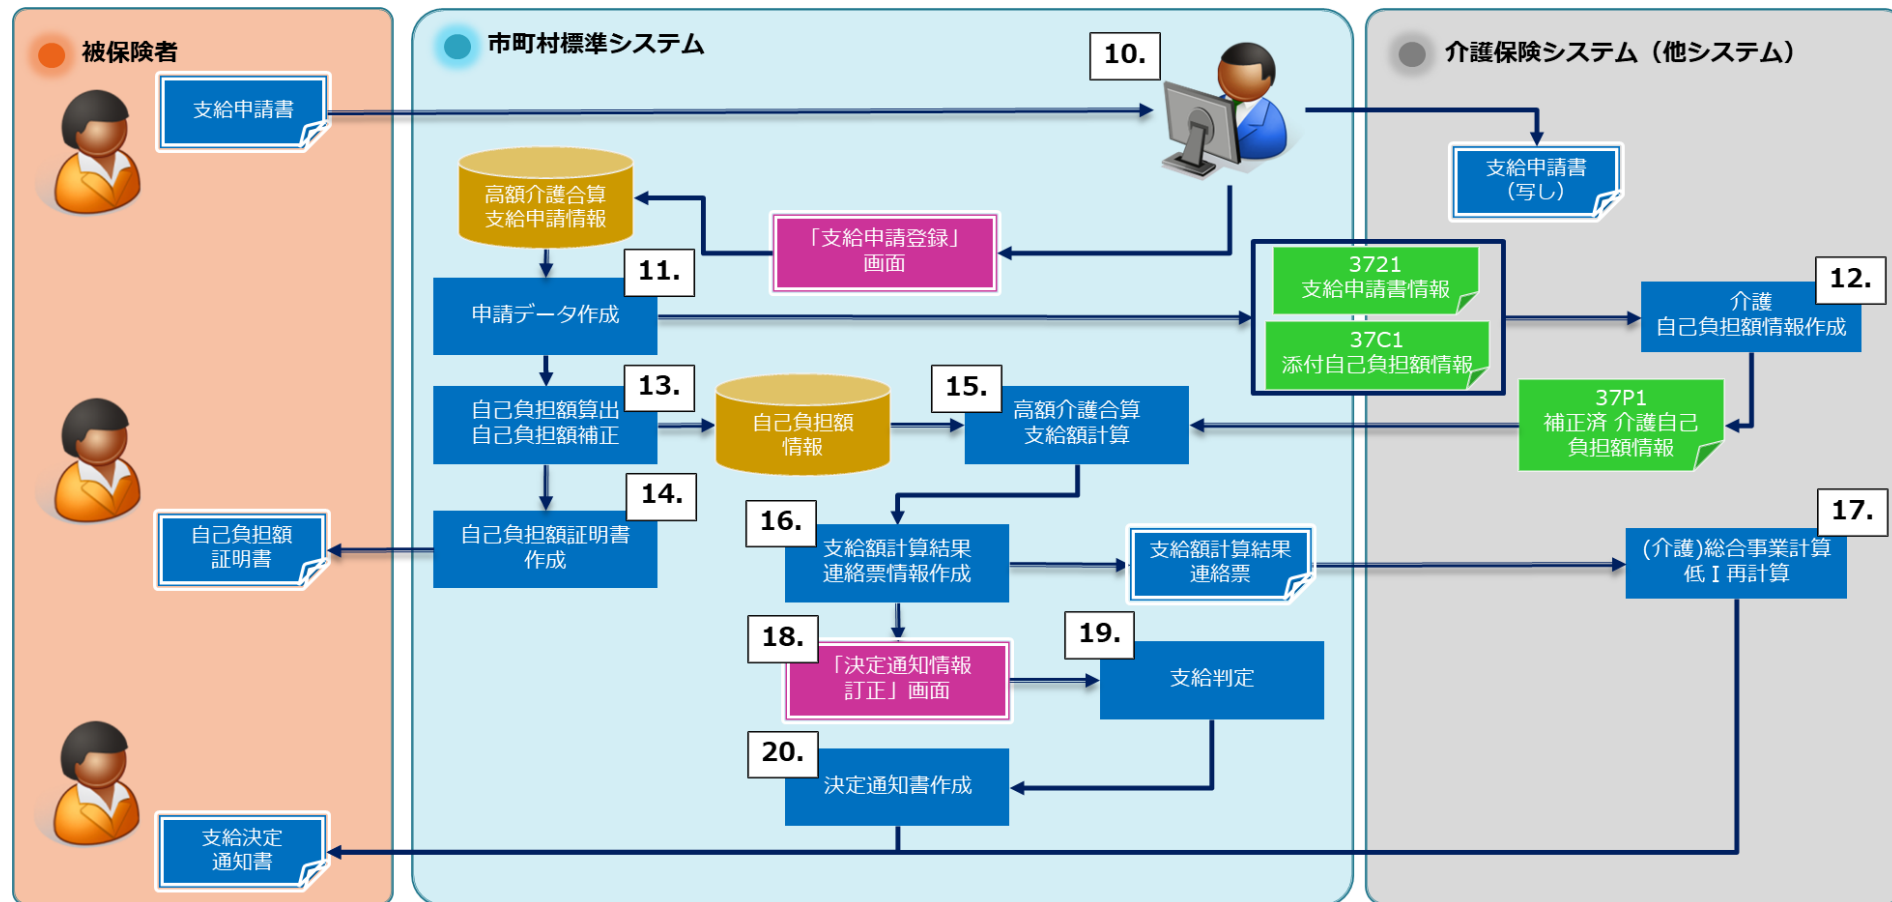 被保険者
市町村標準システム
介護保険システム（他システム）
10.
支給申請書
支給申請書
（写し）
高額介護合算
支給申請情報
「支給申請登録」
画面
11.
申請データ作成
3721
支給申請書情報
37C1
添付自己負担額情報
12.
介護
自己負担額情報作成
13.
自己負担額算出
自己負担額補正
自己負担額
情報
15.
高額介護合算
支給額計算
37P1
補正済 介護自己
負担額情報
14.
自己負担額証明書
作成
自己負担額
証明書
16.
支給額計算結果
連絡票情報作成
支給額計算結果
連絡票
17.
(介護)総合事業計算
低Ⅰ再計算
18.
「決定通知情報
訂正」画面
19.
支給判定
20.
決定通知書作成
支給決定
通知書